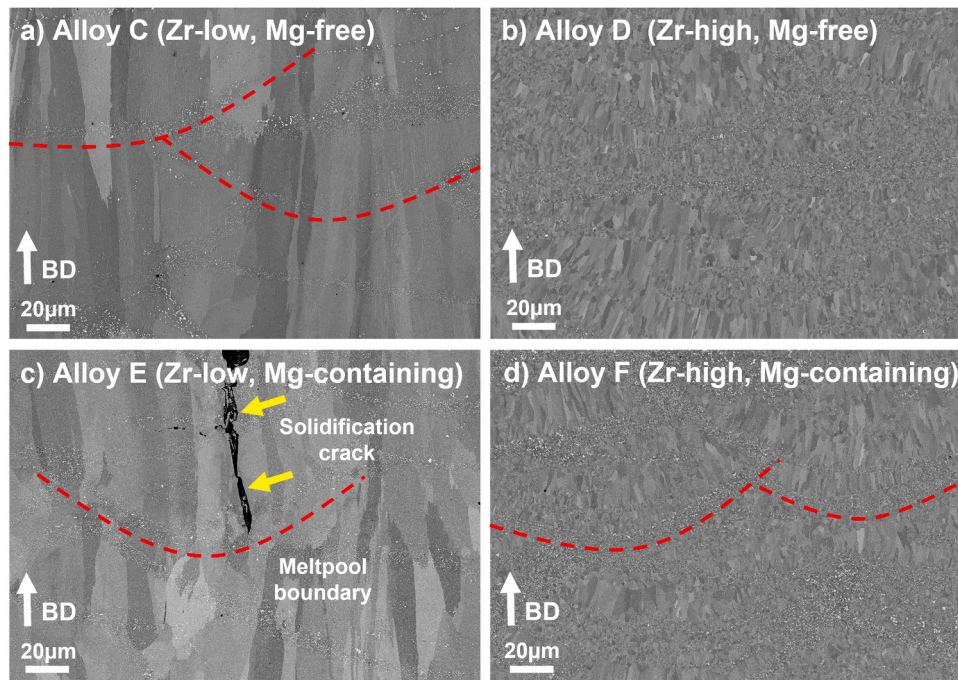 a) Alloy C (Zr-low, Mg-free)
BD
20µm
b) Alloy D (Zr-high, Mg-free)
BD
20µm
c) Alloy E (Zr-low, Mg-containing)
Solidification
crack
Meltpool
boundary
BD
20µm
d) Alloy F (Zr-high, Mg-containing)
BD
20µm